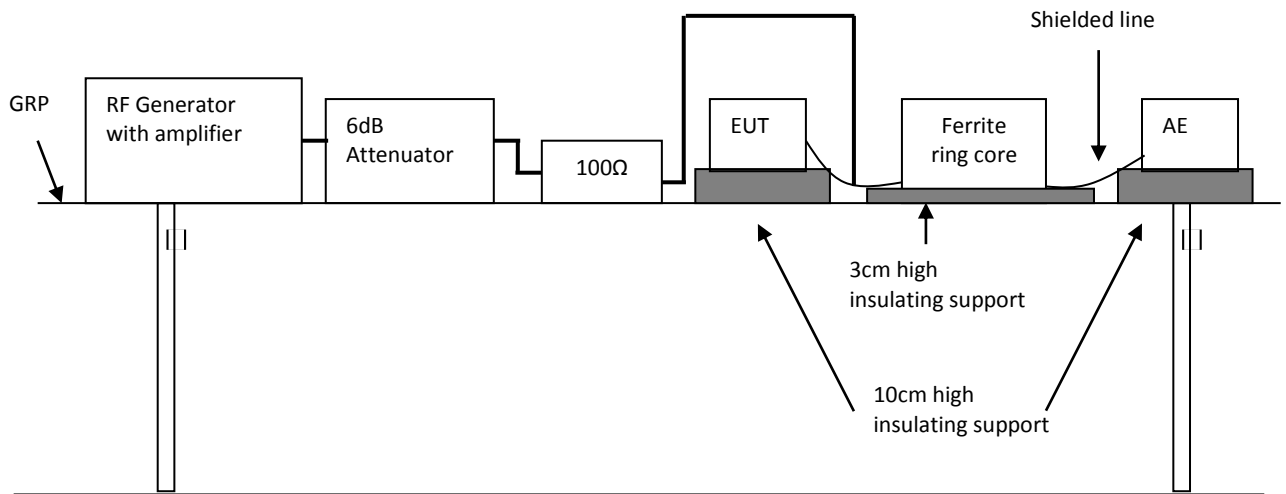 Shielded line
GRP
RF Generator
with amplifier
6dB
Attenuator
100Ω
EUT
Ferrite
ring core
AE
3cm high
insulating support
10cm high
insulating support